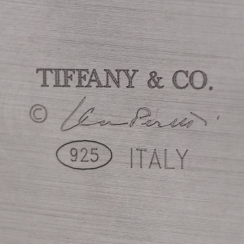 TIFFANY & CO.
© Elsa Peretti
925 ITALY